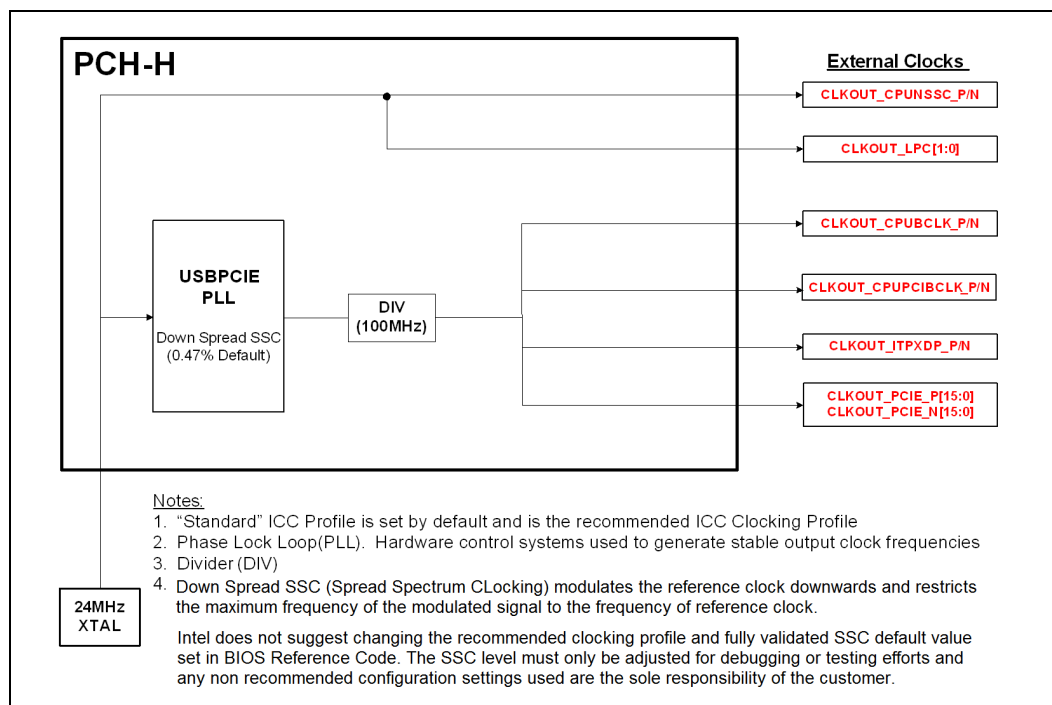 PCH-H
External Clocks
CLKOUT_CPUNSSC_P/N
CLKOUT_LPC[1:0]
CLKOUT_CPUBCLK_P/N
USBPCIE
PLL
Down Spread SSC
(0.47% Default)
DIV
(100MHz)
CLKOUT_CPUPCIBCLK_P/N
CLKOUT_ITPXDP_P/N
CLKOUT_PCIE_P[15:0]
CLKOUT_PCIE_N[15:0]
Notes:
1. “Standard” ICC Profile is set by default and is the recommended ICC Clocking Profile
2. Phase Lock Loop(PLL). Hardware control systems used to generate stable output clock frequencies
3. Divider (DIV)
4. Down Spread SSC (Spread Spectrum CLocking) modulates the reference clock downwards and restricts
the maximum frequency of the modulated signal to the frequency of reference clock.
Intel does not suggest changing the recommended clocking profile and fully validated SSC default value
set in BIOS Reference Code. The SSC level must only be adjusted for debugging or testing efforts and
any non recommended configuration settings used are the sole responsibility of the customer.
24MHz
XTAL